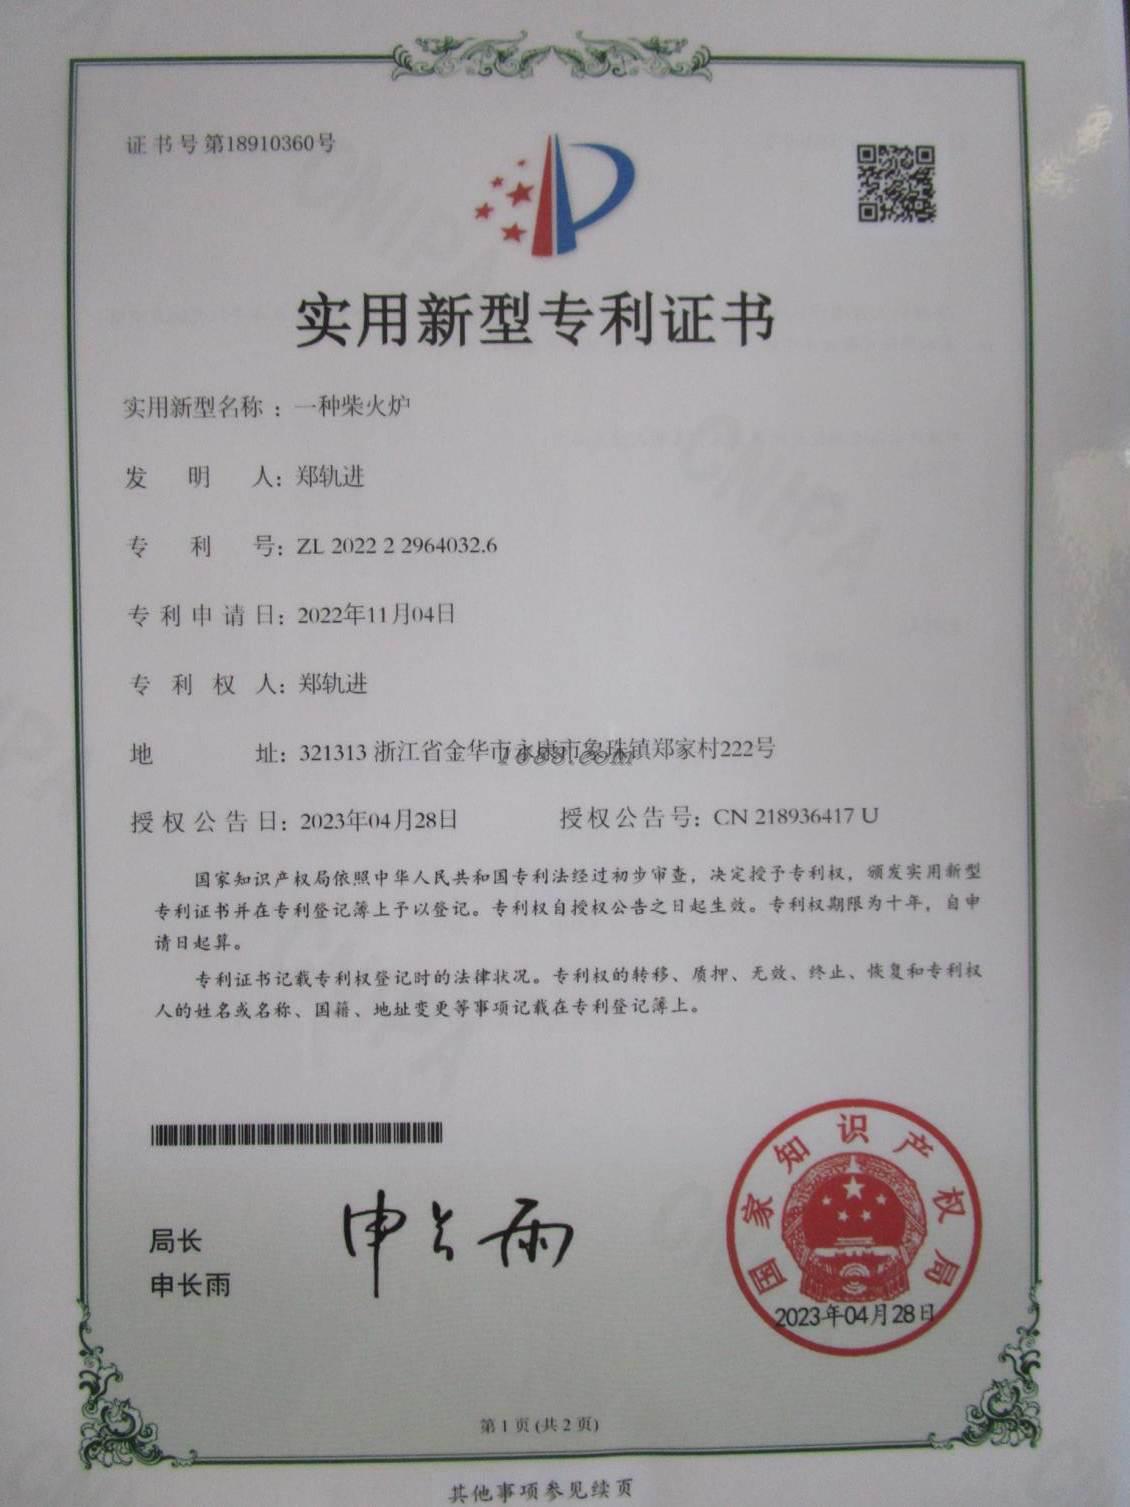 证书号第18910360号
实用新型专利证书
实用新型名称：一种柴火炉
发明人：郑轨进
专利号：ZL 2022 2 2964032.6
专利申请日：2022年11月04日
专利权人：郑轨进
地址：321313 浙江省金华市永康市象珠镇郑家村222号
1688.com
授权公告日：2023年04月28日 授权公告号：CN 218936417 U
国家知识产权局依照中华人民共和国专利法经过初步审查，决定授予专利权，颁发实用新型
专利证书并在专利登记簿上予以登记。专利权自授权公告之日起生效。专利权期限为十年，自申
请日起算。
专利证书记载专利权登记时的法律状况。专利权的转移、质押、无效、终止、恢复和专利权
人的姓名或名称、国籍、地址变更等事项记载在专利登记簿上。
局长
申长雨
申长雨
国家知识产权局
2023年04月28日
第 1 页 (共 2 页)
其他事项参见续页